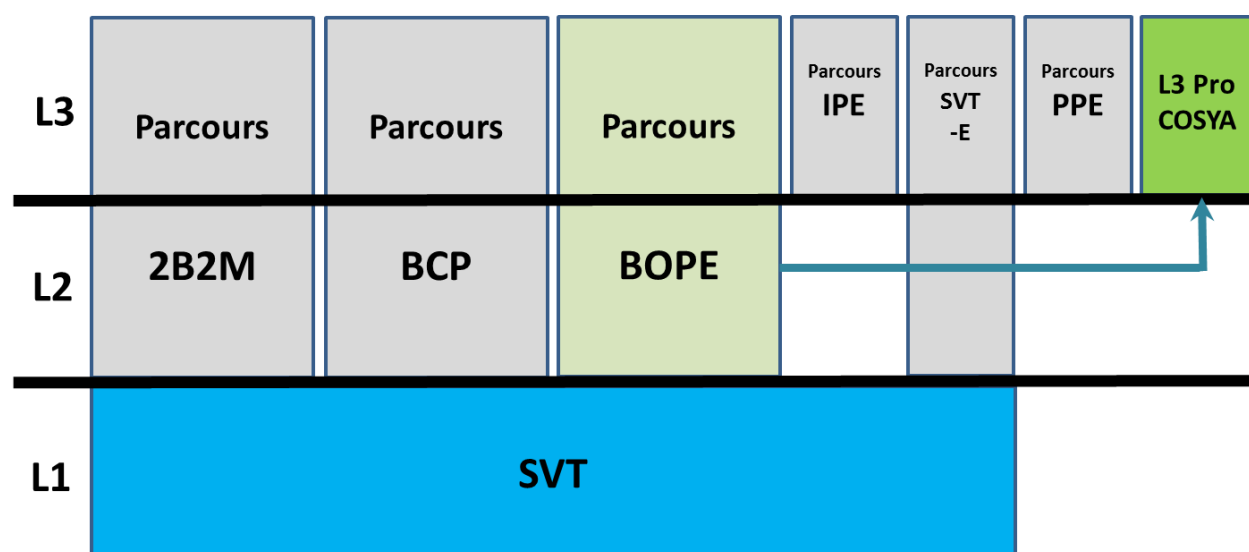 L3
Parcours
Parcours
Parcours
Parcours
IPE
Parcours
SVT
-E
Parcours
PPE
L3 Pro
COSYA
L2
2B2M
BCP
BOPE
L1
SVT